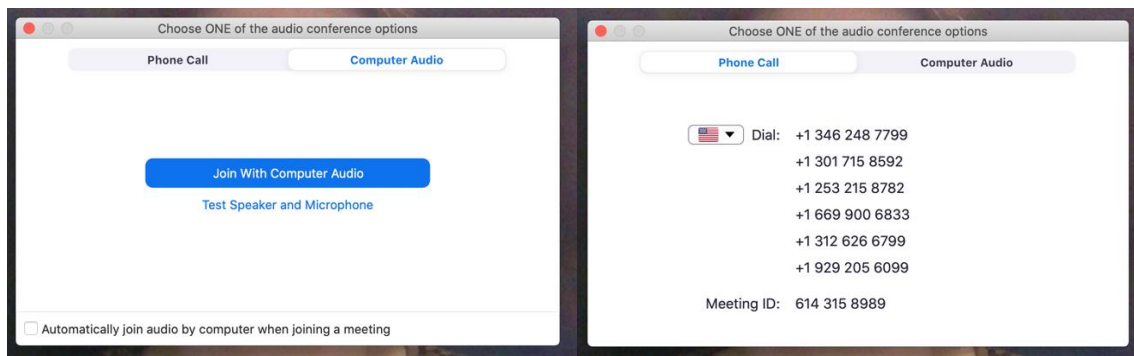 Choose ONE of the audio conference options
Phone Call
Computer Audio
Join With Computer Audio
Test Speaker and Microphone
Automatically join audio by computer when joining a meeting
Choose ONE of the audio conference options
Phone Call
Computer Audio
Dial: +1 346 248 7799
+1 301 715 8592
+1 253 215 8782
+1 669 900 6833
+1 312 626 6799
+1 929 205 6099
Meeting ID: 614 315 8989